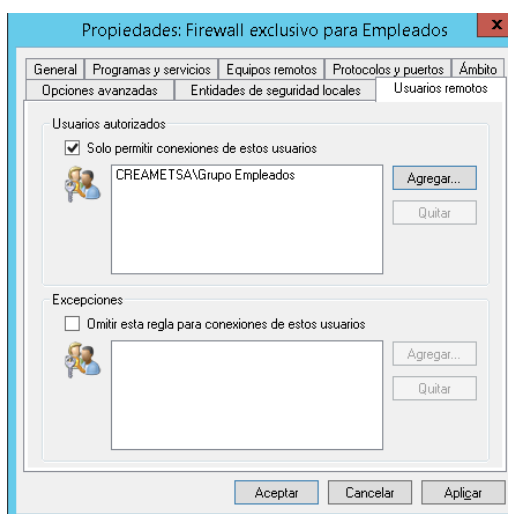 Propiedades: Firewall exclusivo para Empleados
x
General Programas y servicios Equipos remotos Protocolos y puertos Ámbito
Opciones avanzadas Entidades de seguridad locales Usuarios remotos
Usuarios autorizados
Solo permitir conexiones de estos usuarios
CREAMETSA\Grupo Empleados
Agregar...
Quitar
Excepciones
Omitir esta regla para conexiones de estos usuarios
Agregar...
Quitar
Aceptar Cancelar Aplicar